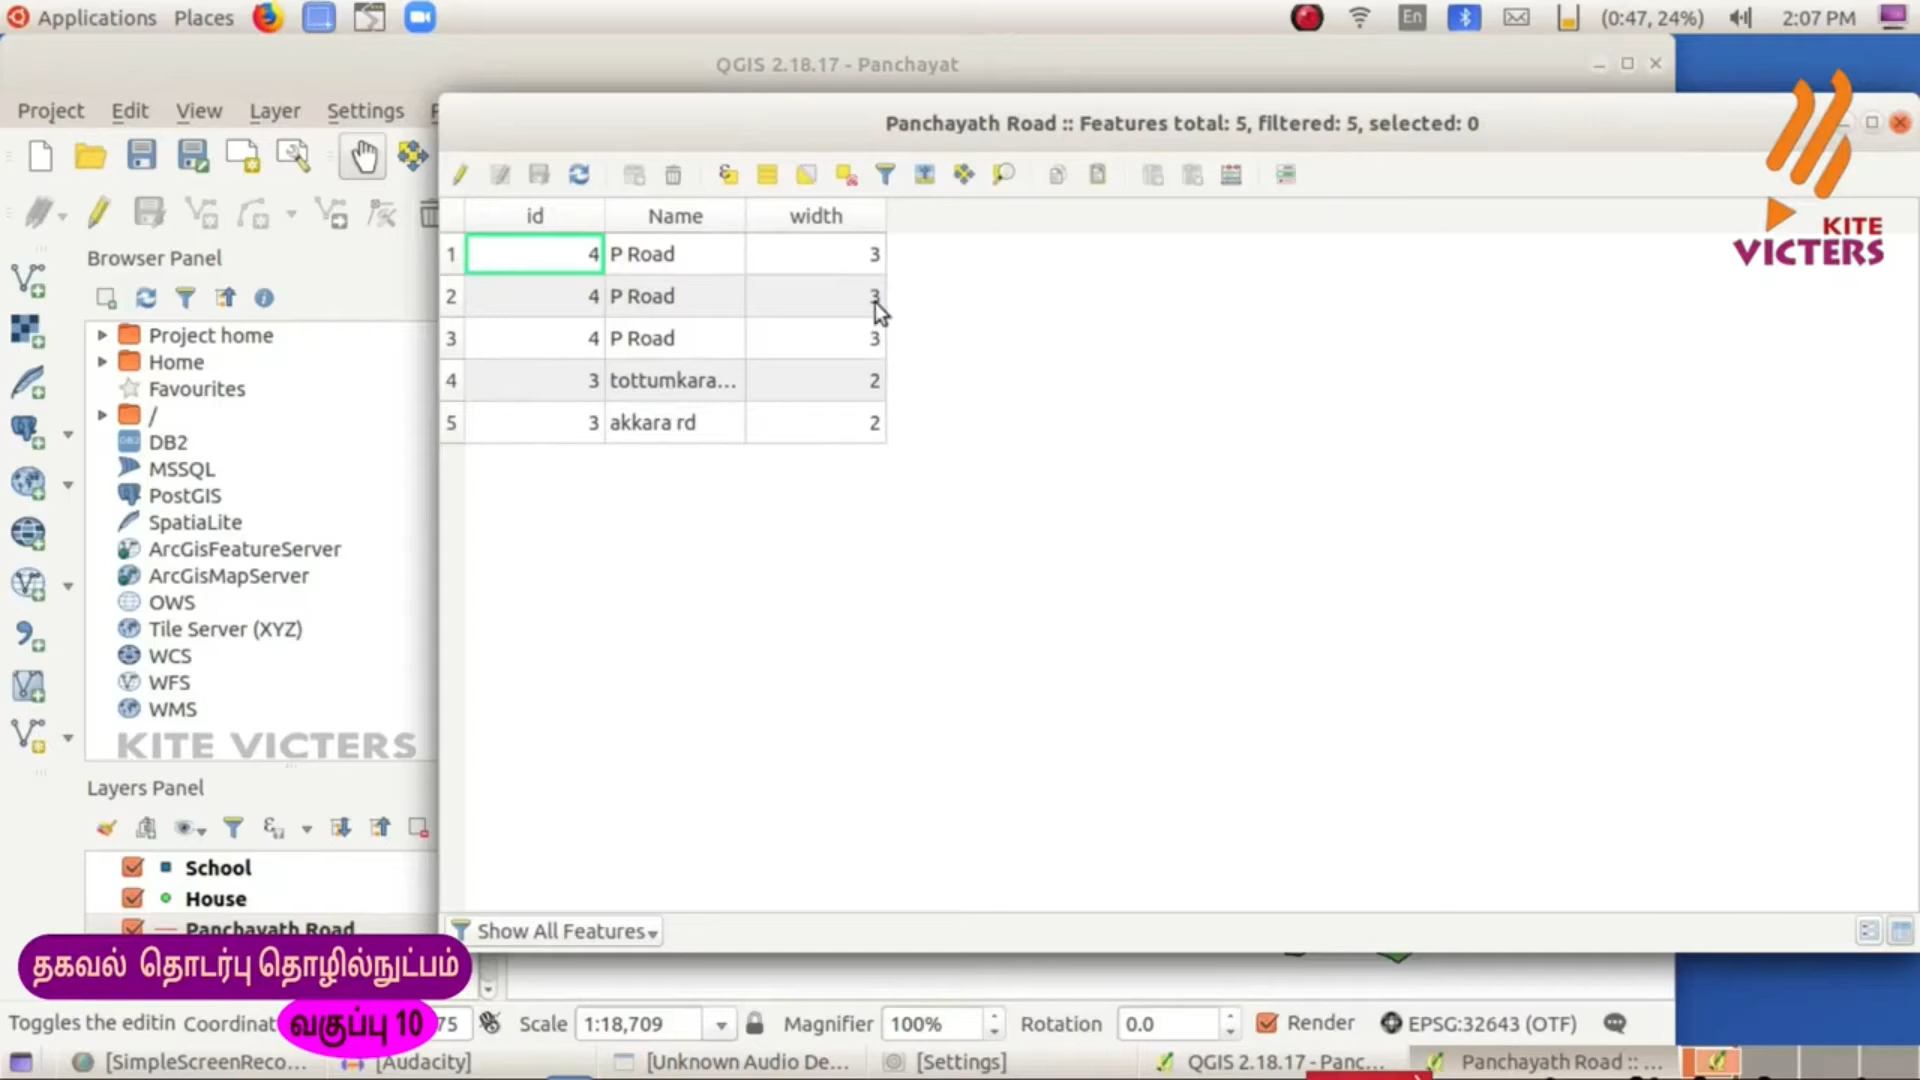 Applications Places En (0:47, 24%) 2:07 PM
QGIS 2.18.17 - Panchayat
Project Edit View Layer Settings
Panchayath Road :: Features total: 5, filtered: 5, selected: 0
KITE
VICTERS
id Name width
1 4 P Road 3
2 4 P Road 3
3 4 P Road 3
4 3 tottumkara... 2
5 3 akkara rd 2
Browser Panel
Project home
Home
Favourites
/
DB2
MSSQL
PostGIS
SpatiaLite
ArcGisFeatureServer
ArcGisMapServer
OWS
Tile Server (XYZ)
WCS
WFS
WMS
KITE VICTERS
Layers Panel
School
House
Panchayath Road
Show All Features
தகவல் தொடர்பு தொழில்நுட்பம்
வகுப்பு 10
Toggles the editin Coordinat 75 Scale 1:18,709 Magnifier 100% Rotation 0.0 Render EPSG:32643 (OTF)
[SimpleScreenReco... [Audacity] [Unknown Audio De... [Settings] QGIS 2.18.17 - Panc... Panchayath Road :: ...